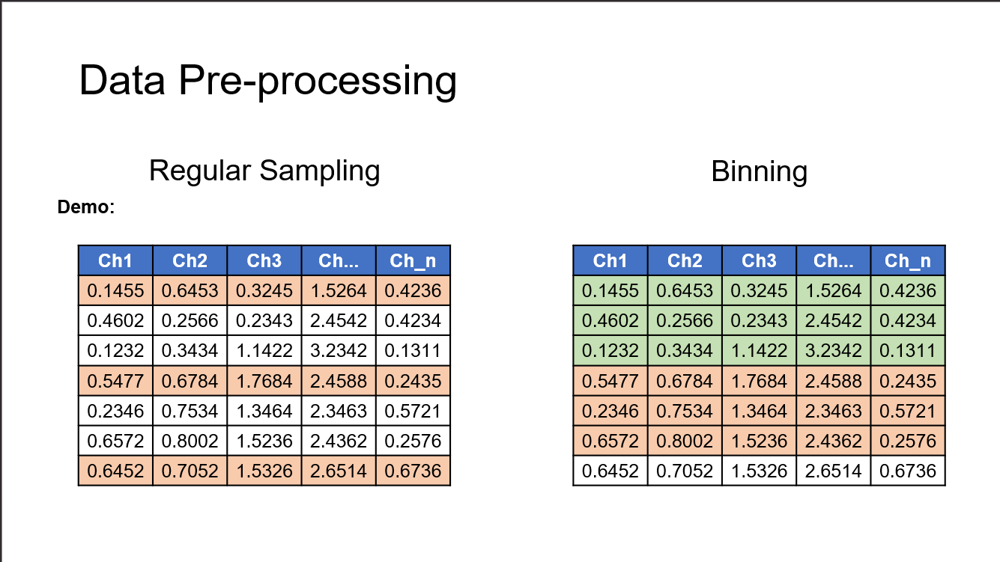 Data Pre-processing
Regular Sampling
Demo:
Ch1 Ch2 Ch3 Ch... Ch_n
0.1455 0.6453 0.3245 1.5264 0.4236
0.4602 0.2566 0.2343 2.4542 0.4234
0.1232 0.3434 1.1422 3.2342 0.1311
0.5477 0.6784 1.7684 2.4588 0.2435
0.2346 0.7534 1.3464 2.3463 0.5721
0.6572 0.8002 1.5236 2.4362 0.2576
0.6452 0.7052 1.5326 2.6514 0.6736
Binning
Ch1 Ch2 Ch3 Ch... Ch_n
0.1455 0.6453 0.3245 1.5264 0.4236
0.4602 0.2566 0.2343 2.4542 0.4234
0.1232 0.3434 1.1422 3.2342 0.1311
0.5477 0.6784 1.7684 2.4588 0.2435
0.2346 0.7534 1.3464 2.3463 0.5721
0.6572 0.8002 1.5236 2.4362 0.2576
0.6452 0.7052 1.5326 2.6514 0.6736